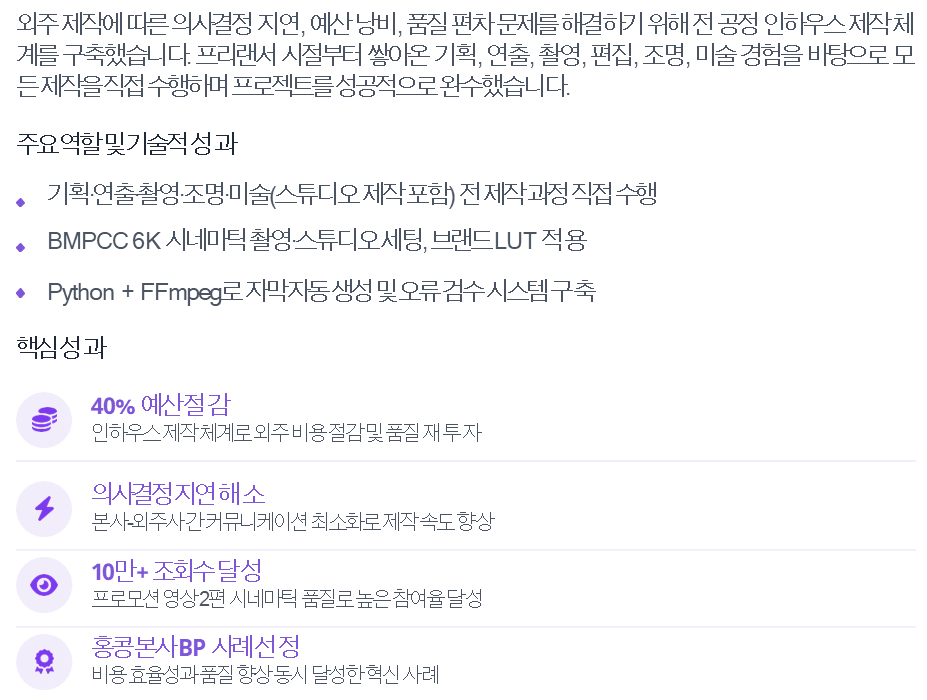 외주 제작에 따른 의사결정 지연, 예산 낭비, 품질 편차 문제를 해결하기 위해 전 공정 인하우스 제작 체
계를 구축했습니다. 프리랜서 시절부터 쌓아온 기획, 연출, 촬영, 편집, 조명, 미술 경험을 바탕으로 모
든 제작을 직접 수행하며 프로젝트를 성공적으로 완수했습니다.
주요 역할 및 기술적 성과
기획·연출·촬영·조명·미술(스튜디오 제작 포함) 전 제작 과정 직접 수행
BMPCC 6K 시네마틱 촬영·스튜디오 세팅, 브랜드 LUT 적용
Python + FFmpeg로 자막 자동 생성 및 오류 검수 시스템 구축
핵심 성과
40% 예산 절감
인하우스 제작 체계로 외주 비용 절감 및 품질 재투자
의사결정 지연 해소
본사-외주사 간 커뮤니케이션 최소화로 제작 속도 향상
10만+ 조회수 달성
프로모션 영상 2편 시네마틱 품질로 높은 참여율 달성
홍콩 본사 BP 사례 선정
비용 효율성과 품질 향상 동시 달성한 혁신 사례